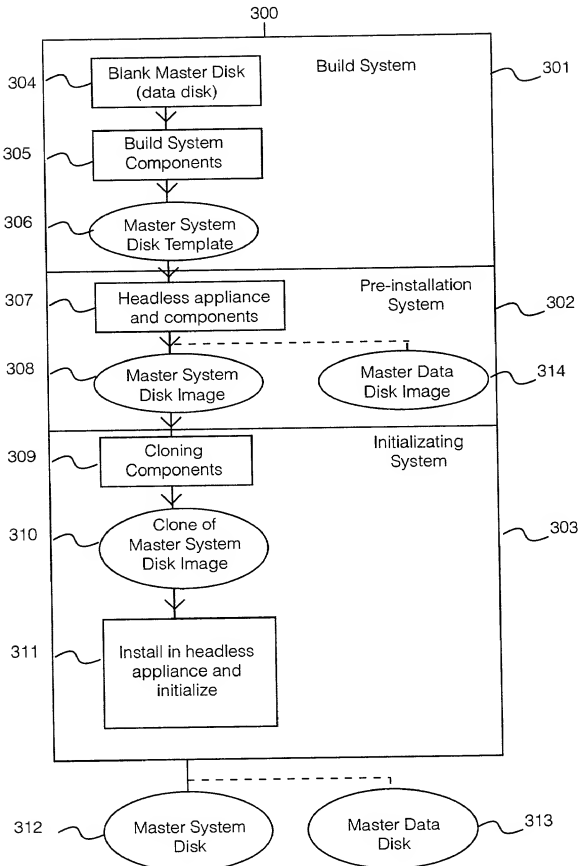 300
304
Blank Master Disk
(data disk)
Build System
301
305
Build System
Components
306
Master System
Disk Template
307
Headless appliance
and components
Pre-installation
System
302
308
Master System
Disk Image
Master Data
Disk Image
314
309
Cloning
Components
Initializating
System
310
Clone of
Master System
Disk Image
303
311
Install in headless
appliance and
initialize
312
Master System
Disk
Master Data
Disk
313